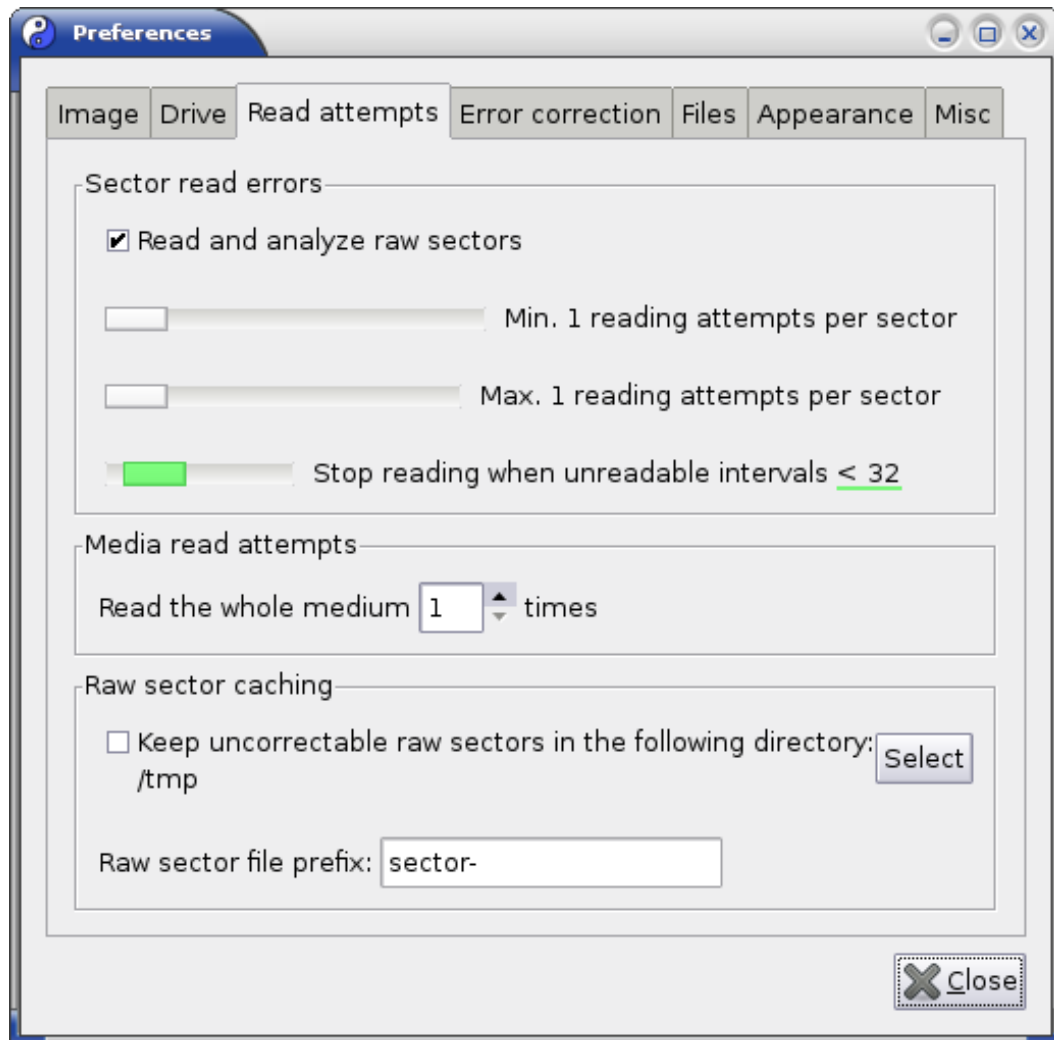 Preferences
Image Drive Read attempts Error correction Files Appearance Misc
Sector read errors
Read and analyze raw sectors
Min. 1 reading attempts per sector
Max. 1 reading attempts per sector
Stop reading when unreadable intervals < 32
Media read attempts
Read the whole medium 1 times
Raw sector caching
Keep uncorrectable raw sectors in the following directory: Select
/tmp
Raw sector file prefix: sector-
Close